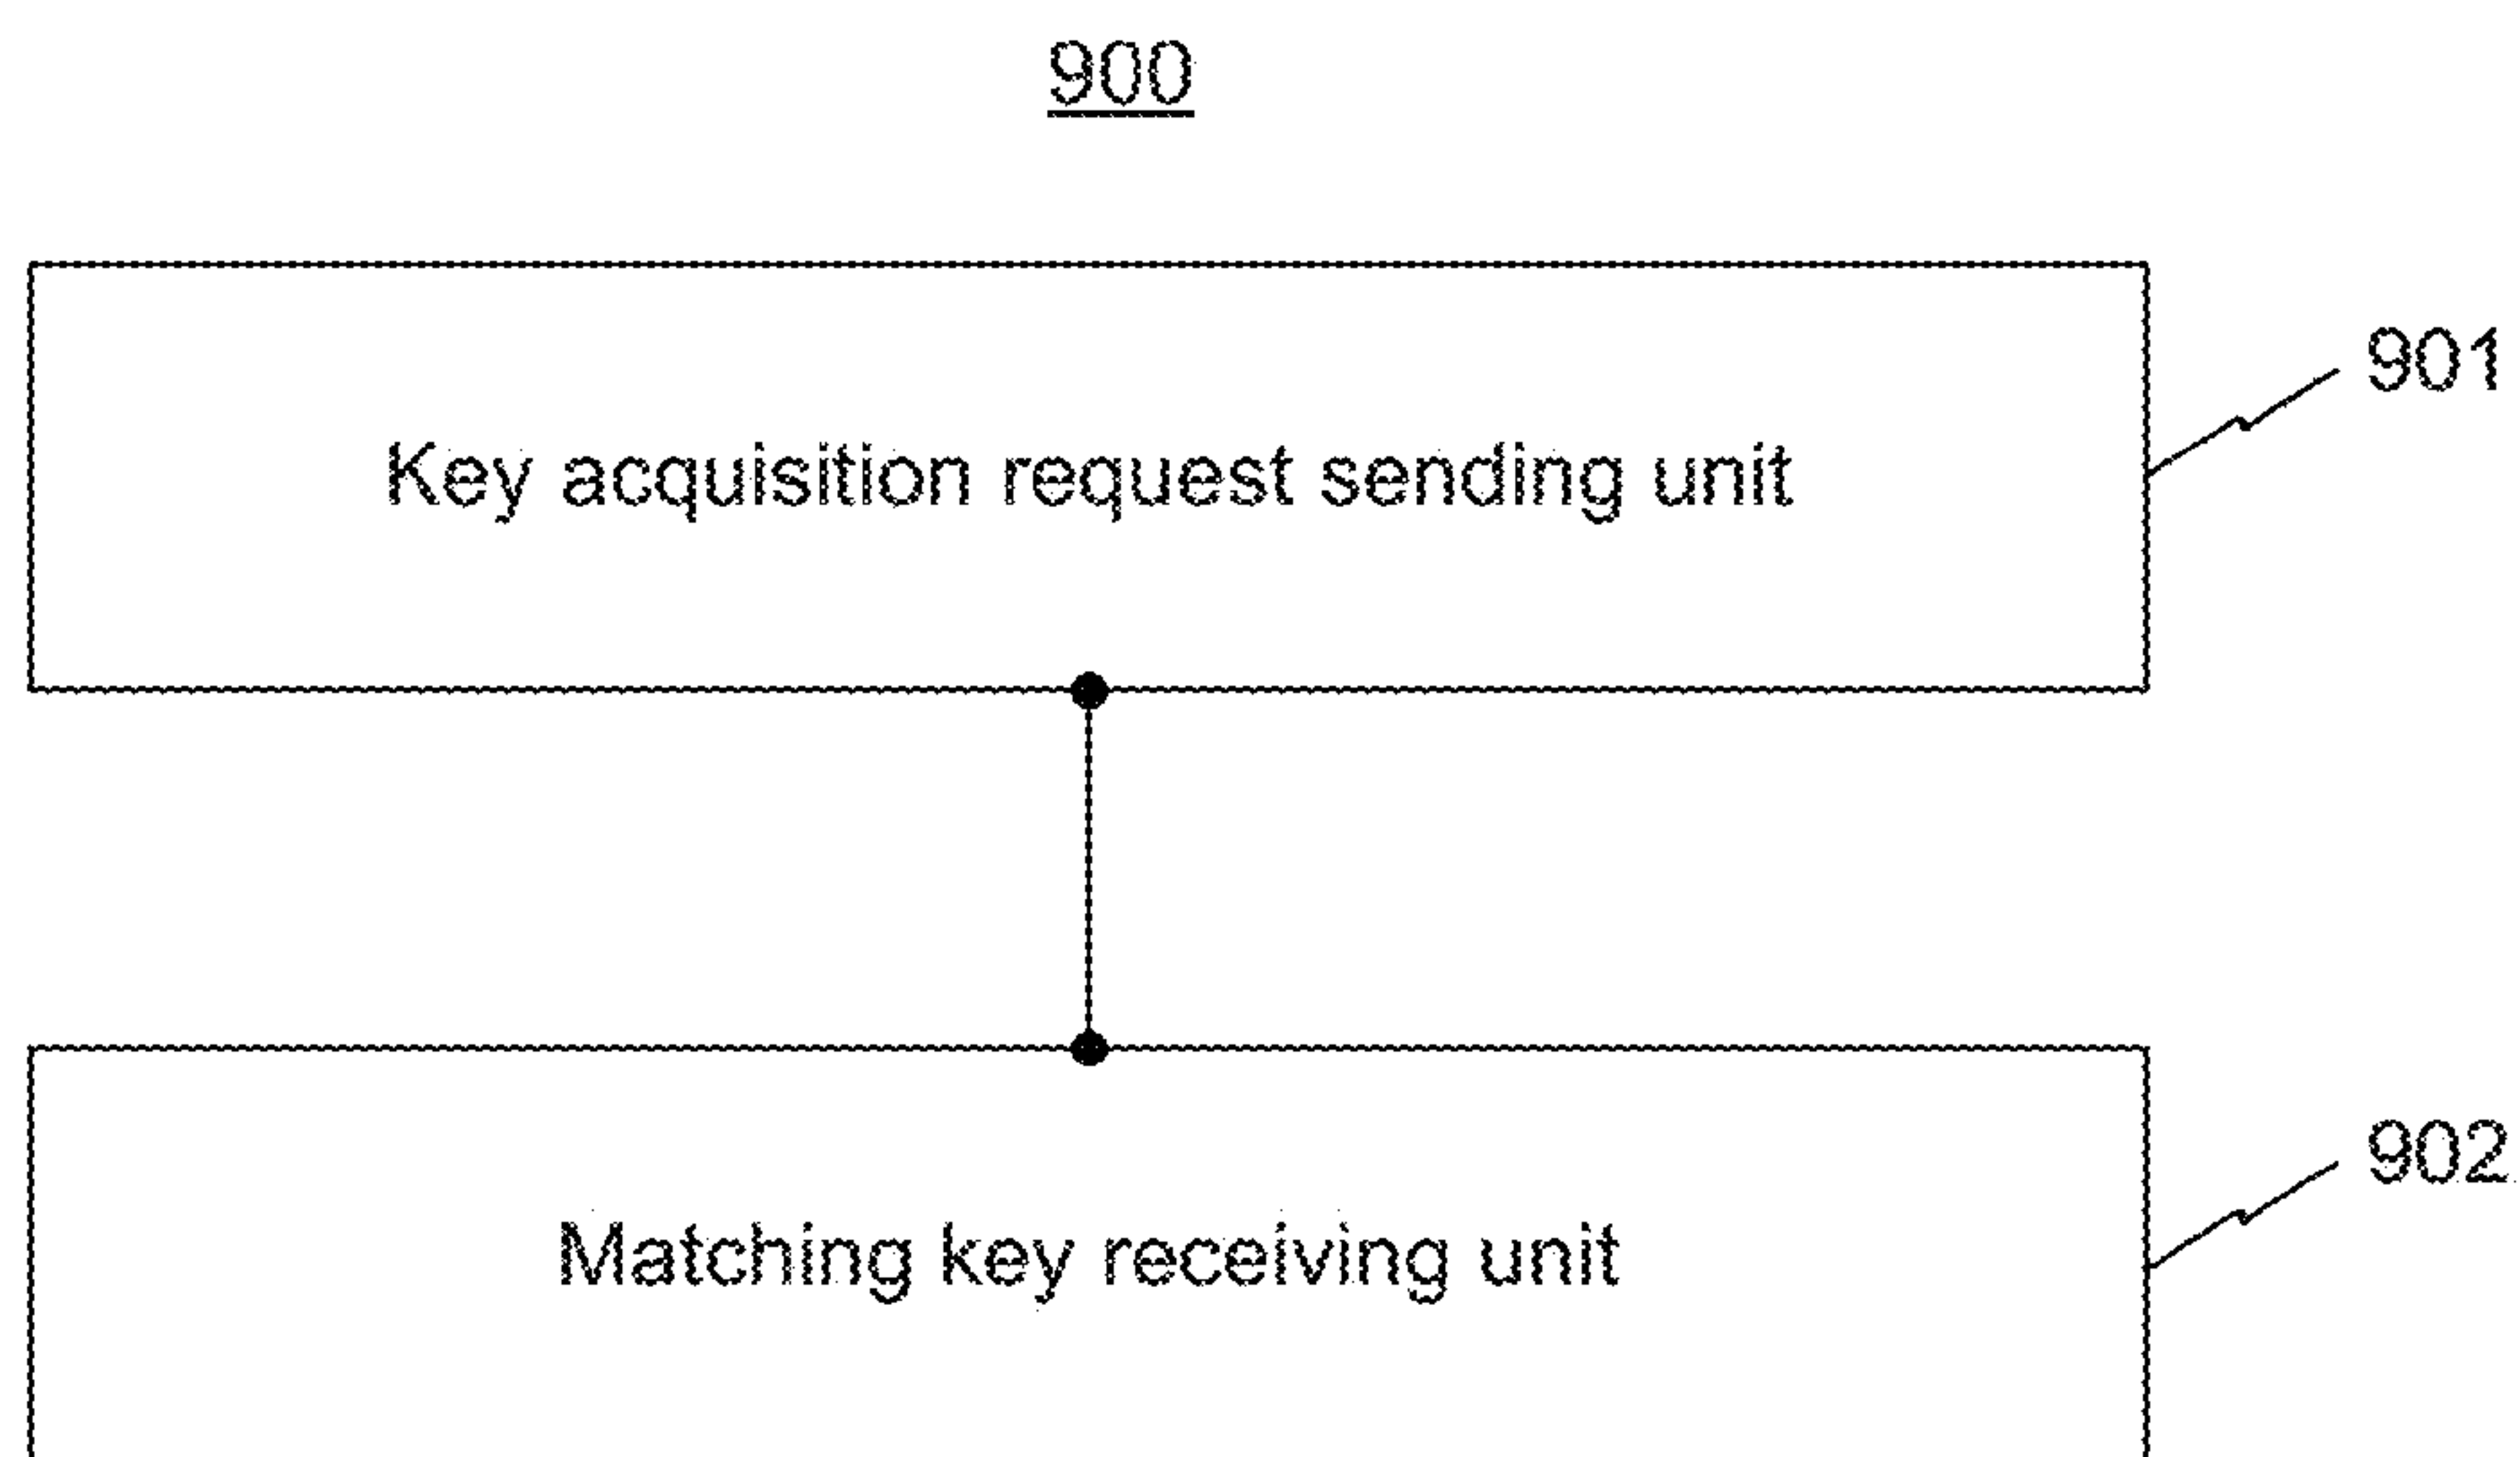 900
901
Key acquisition request sending unit
902
Matching key receiving unit